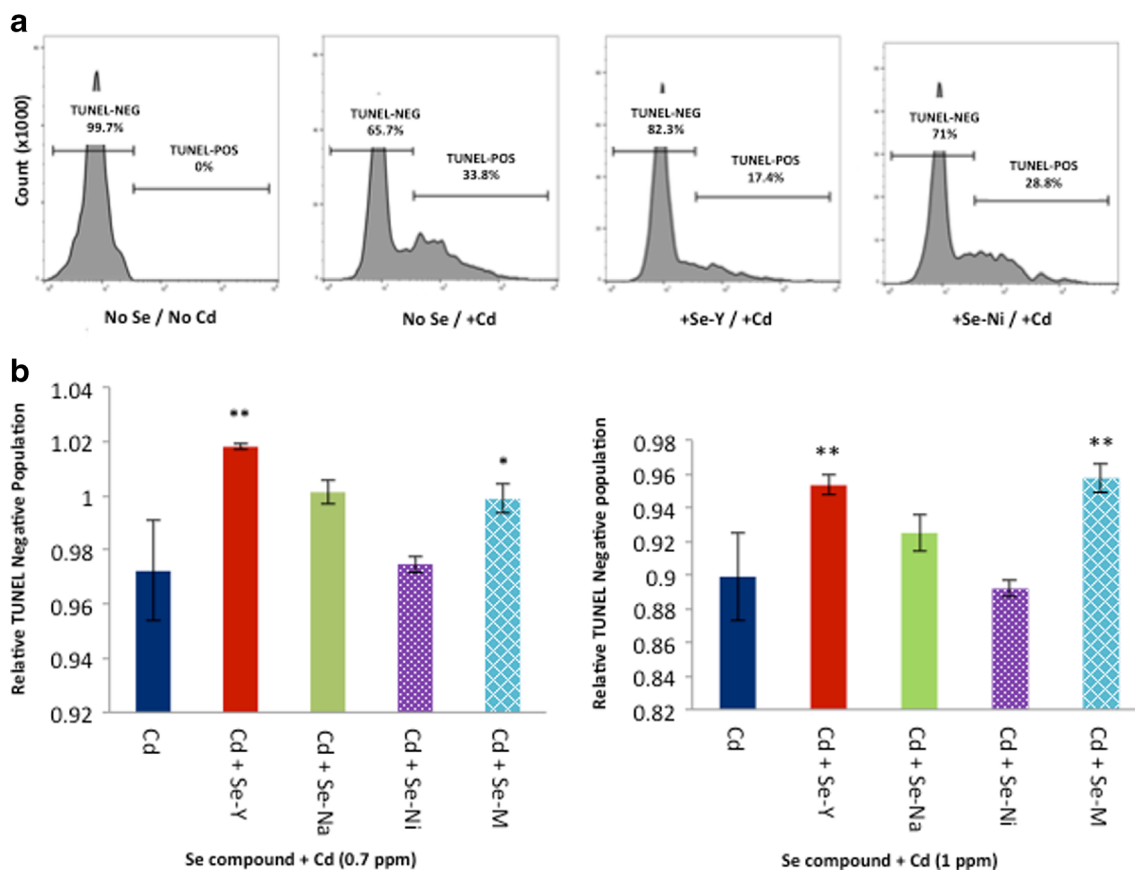 a
Count (x1000)
TUNEL-NEG
99.7%
TUNEL-POS
0%
No Se / No Cd
TUNEL-NEG
65.7%
TUNEL-POS
33.8%
No Se / +Cd
TUNEL-NEG
82.3%
TUNEL-POS
17.4%
+Se-Y / +Cd
TUNEL-NEG
71%
TUNEL-POS
28.8%
+Se-Ni / +Cd
b
Relative TUNEL Negative Population
1.04
1.02
1
0.98
0.96
0.94
0.92
**
*
Cd
Cd + Se-Y
Cd + Se-Na
Cd + Se-Ni
Cd + Se-M
Se compound + Cd (0.7 ppm)
Relative TUNEL Negative population
0.98
0.96
0.94
0.92
0.9
0.88
0.86
0.84
0.82
**
**
Cd
Cd + Se-Y
Cd + Se-Na
Cd + Se-Ni
Cd + Se-M
Se compound + Cd (1 ppm)